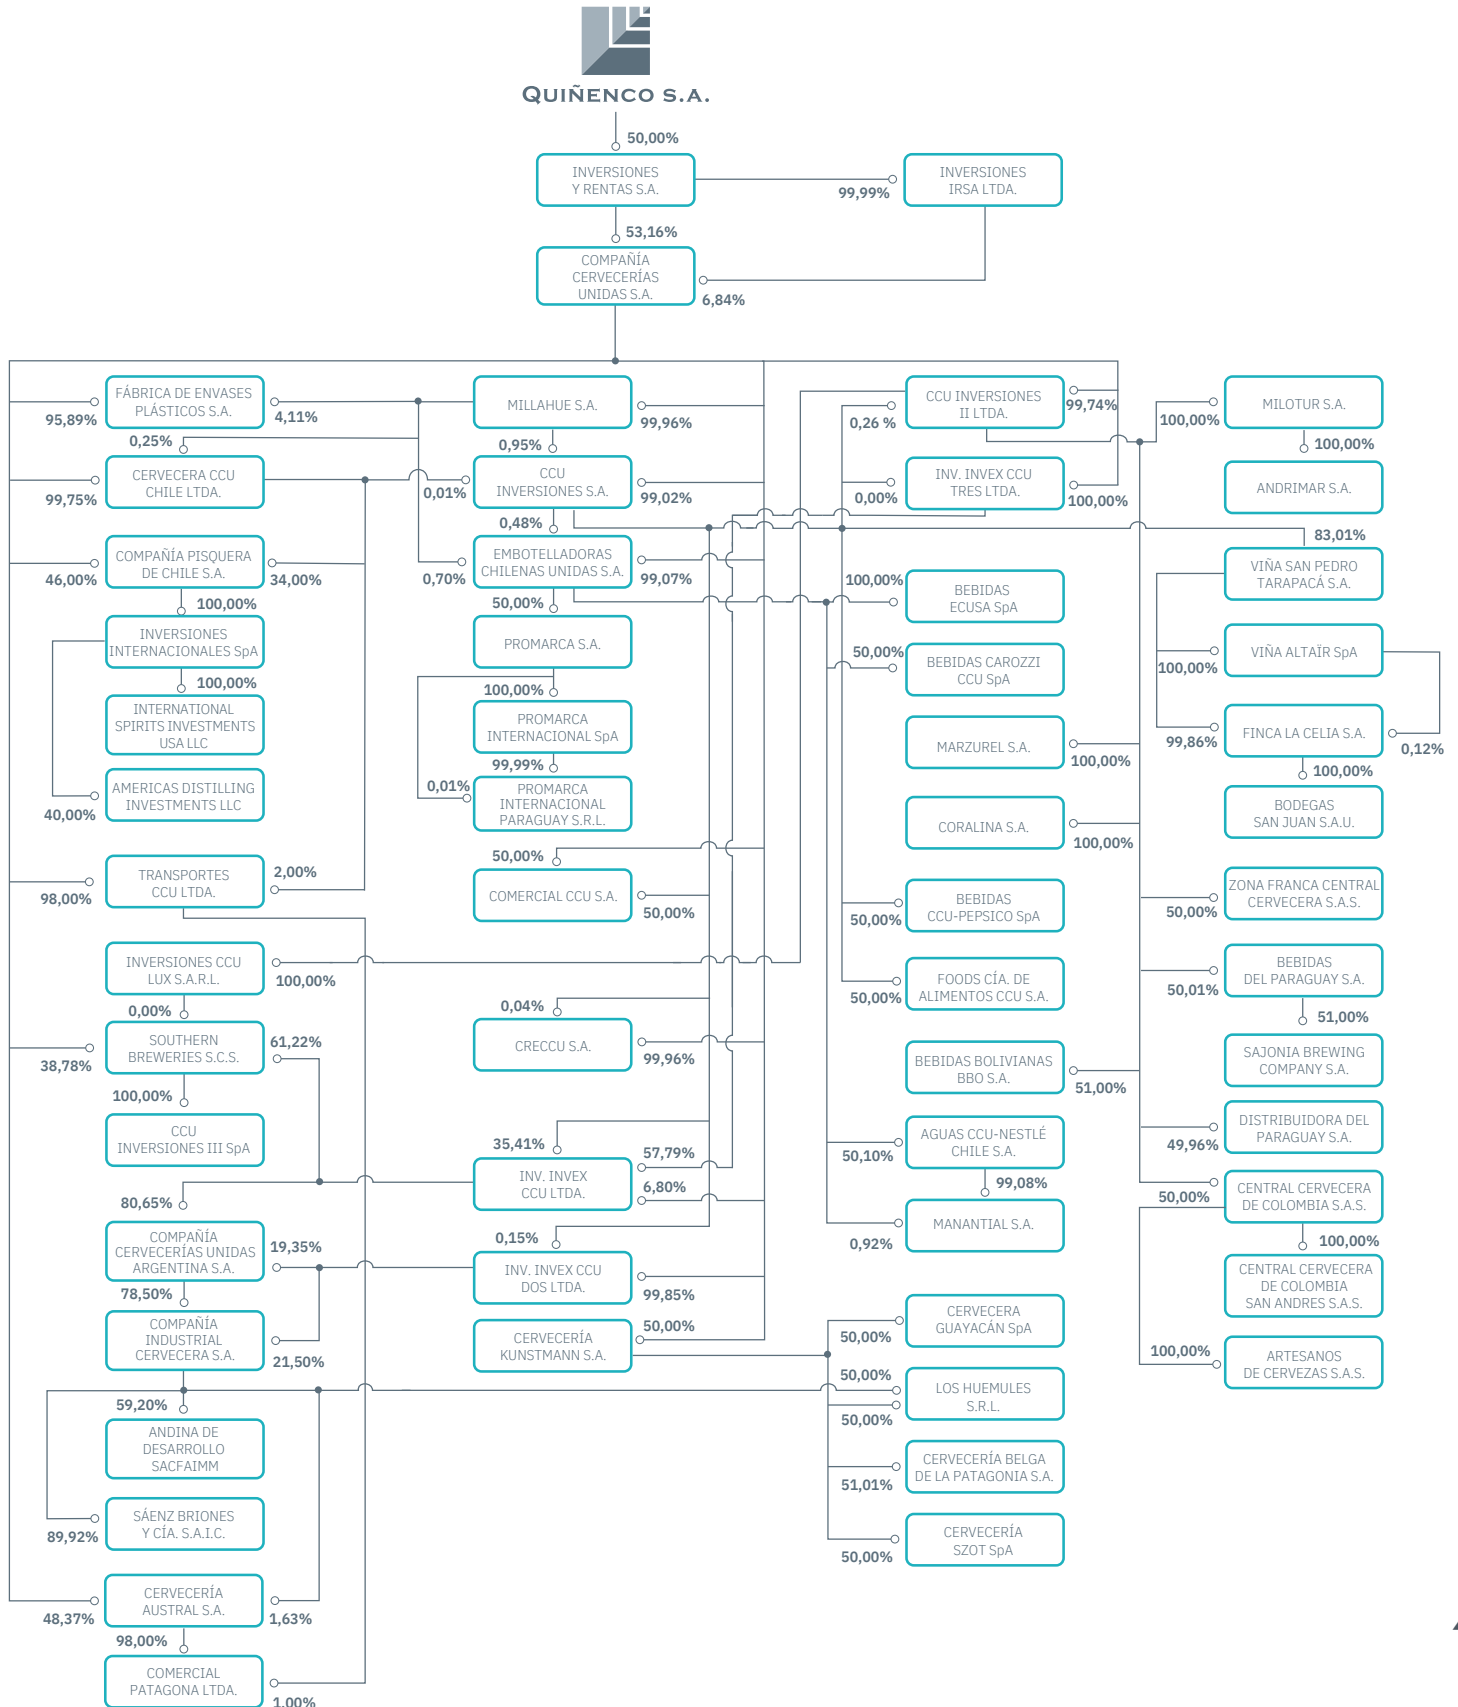 QUIÑENCO S.A.
50,00%
INVERSIONES
Y RENTAS S.A.
99,99%
INVERSIONES
IRSA LTDA.
53,16%
COMPAÑÍA
CERVECERÍAS
UNIDAS S.A.
6,84%
95,89%
FÁBRICA DE ENVASES
PLÁSTICOS S.A.
4,11%
0,25%
99,75%
CERVECERA CCU
CHILE LTDA.
46,00%
COMPAÑÍA PISQUERA
DE CHILE S.A.
34,00%
100,00%
INVERSIONES
INTERNACIONALES SpA
100,00%
INTERNATIONAL
SPIRITS INVESTMENTS
USA LLC
40,00%
AMERICAS DISTILLING
INVESTMENTS LLC
98,00%
TRANSPORTES
CCU LTDA.
2,00%
INVERSIONES CCU
LUX S.A.R.L.
100,00%
0,00%
38,78%
SOUTHERN
BREWERIES S.C.S.
61,22%
100,00%
CCU
INVERSIONES III SpA
80,65%
COMPAÑÍA
CERVECERÍAS UNIDAS
ARGENTINA S.A.
19,35%
78,50%
COMPAÑÍA
INDUSTRIAL
CERVECERA S.A.
21,50%
59,20%
ANDINA DE
DESARROLLO
SACFAIMM
89,92%
SÁENZ BRIONES
Y CÍA. S.A.I.C.
48,37%
CERVECERÍA
AUSTRAL S.A.
1,63%
98,00%
COMERCIAL
PATAGONA LTDA.
1,00%
MILLAHUE S.A.
99,96%
0,95%
0,01%
CCU
INVERSIONES S.A.
99,02%
0,48%
0,70%
EMBOTELLADORAS
CHILENAS UNIDAS S.A.
99,07%
50,00%
PROMARCA S.A.
100,00%
PROMARCA
INTERNACIONAL SpA
99,99%
0,01%
PROMARCA
INTERNACIONAL
PARAGUAY S.R.L.
50,00%
COMERCIAL CCU S.A.
50,00%
0,04%
CRECCU S.A.
99,96%
35,41%
INV. INVEX
CCU LTDA.
57,79%
6,80%
0,15%
INV. INVEX CCU
DOS LTDA.
99,85%
CERVECERÍA
KUNSTMANN S.A.
50,00%
0,26 %
CCU INVERSIONES
II LTDA.
99,74%
0,00%
INV. INVEX CCU
TRES LTDA.
100,00%
100,00%
BEBIDAS
ECUSA SpA
50,00%
BEBIDAS CAROZZI
CCU SpA
MARZUREL S.A.
100,00%
CORALINA S.A.
100,00%
50,00%
BEBIDAS
CCU-PEPSICO SpA
50,00%
FOODS CÍA. DE
ALIMENTOS CCU S.A.
BEBIDAS BOLIVIANAS
BBO S.A.
51,00%
50,10%
AGUAS CCU-NESTLÉ
CHILE S.A.
99,08%
0,92%
MANANTIAL S.A.
50,00%
CERVECERA
GUAYACÁN SpA
50,00%
50,00%
LOS HUEMULES
S.R.L.
51,01%
CERVECERÍA BELGA
DE LA PATAGONIA S.A.
50,00%
CERVECERÍA
SZOT SpA
100,00%
MILOTUR S.A.
100,00%
ANDRIMAR S.A.
83,01%
VIÑA SAN PEDRO
TARAPACÁ S.A.
100,00%
VIÑA ALTAÏR SpA
99,86%
FINCA LA CELIA S.A.
0,12%
100,00%
BODEGAS
SAN JUAN S.A.U.
50,00%
ZONA FRANCA CENTRAL
CERVECERA S.A.S.
50,01%
BEBIDAS
DEL PARAGUAY S.A.
51,00%
SAJONIA BREWING
COMPANY S.A.
49,96%
DISTRIBUIDORA DEL
PARAGUAY S.A.
50,00%
CENTRAL CERVECERA
DE COLOMBIA S.A.S.
100,00%
CENTRAL CERVECERA
DE COLOMBIA
SAN ANDRES S.A.S.
100,00%
ARTESANOS
DE CERVEZAS S.A.S.